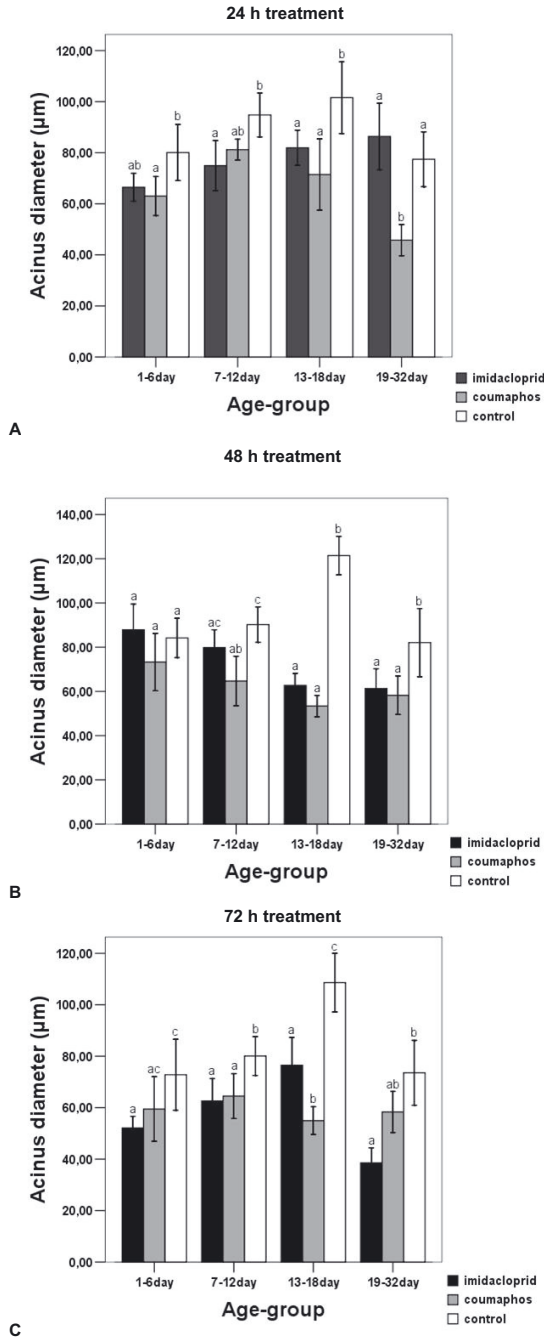 24 h treatment
120,00
100,00
80,00
60,00
40,00
20,00
0,00
Acinus diameter (µm)
ab a b
a ab b
a a b
a b a
1-6day 7-12day 13-18day 19-32day
Age-group
imidacloprid
coumaphos
control
A
48 h treatment
140,00
120,00
100,00
80,00
60,00
40,00
20,00
0,00
Acinus diameter (µm)
a a a
ac ab c
a a b
a a b
1-6day 7-12day 13-18day 19-32day
Age-group
imidacloprid
coumaphos
control
B
72 h treatment
120,00
100,00
80,00
60,00
40,00
20,00
0,00
Acinus diameter (µm)
a ac c
a a b
a b c
a ab b
1-6day 7-12day 13-18day 19-32day
Age-group
imidacloprid
coumaphos
control
C